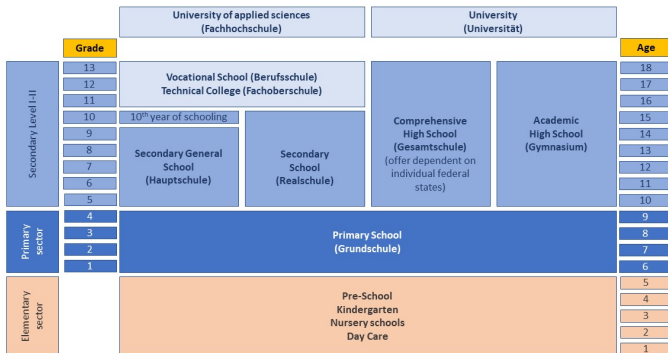 University of applied sciences
(Fachhochschule)
University
(Universität)
Grade
Age
Secondary Level I-II
13
12
11
10
9
8
7
6
5
Vocational School (Berufsschule)
Technical College (Fachoberschule)
10th year of schooling
Secondary General
School
(Hauptschule)
Secondary
School
(Realschule)
Comprehensive
High School
(Gesamtschule)
(offer dependent on
individual federal
states)
Academic
High School
(Gymnasium)
18
17
16
15
14
13
12
11
10
Primary
sector
4
3
2
1
Primary School
(Grundschule)
9
8
7
6
Elementary
sector
Pre-School
Kindergarten
Nursery schools
Day Care
5
4
3
2
1